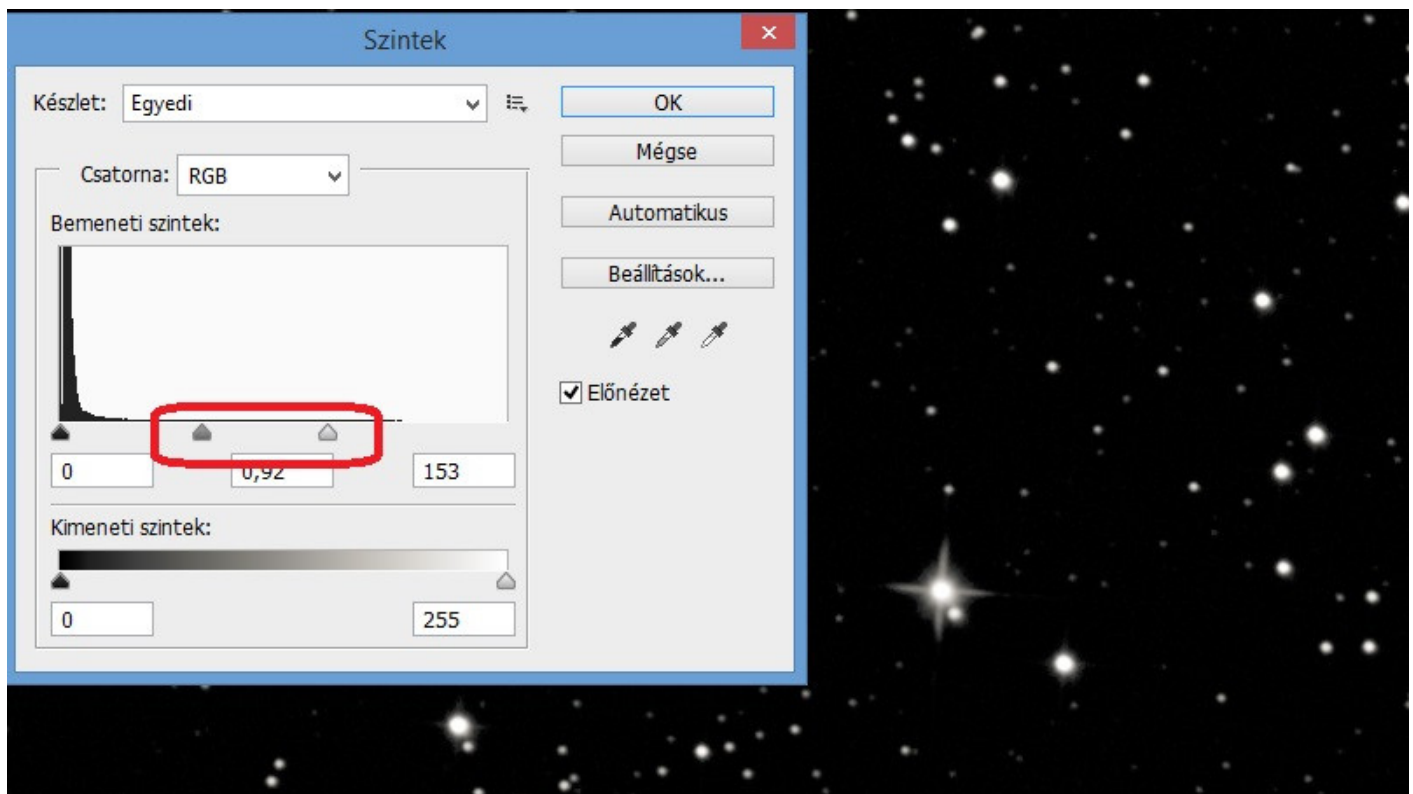 Szintek
Készlet: Egyedi
OK
Mégse
Csatorna: RGB
Automatikus
Bemeneti szintek:
Beállítások...
Előnézet
0 0,92 153
Kimeneti szintek:
0 255